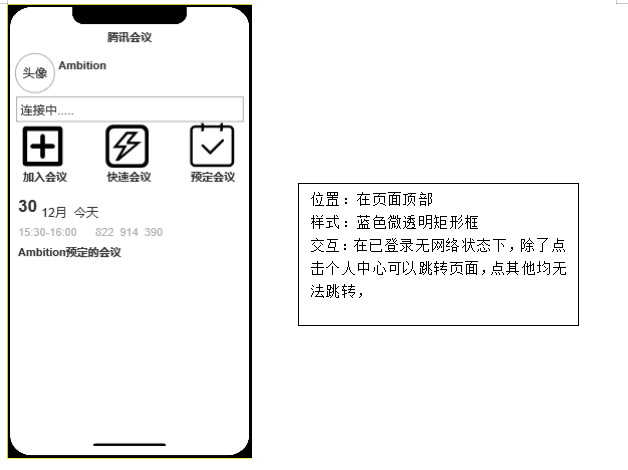 腾讯会议
头像
Ambition
连接中.....
加入会议 快速会议 预定会议
30 12月 今天
15:30-16:00 822 914 390
Ambition预定的会议
位置：在页面顶部
样式：蓝色微透明矩形框
交互：在已登录无网络状态下，除了点
击个人中心可以跳转页面，点其他均无
法跳转，